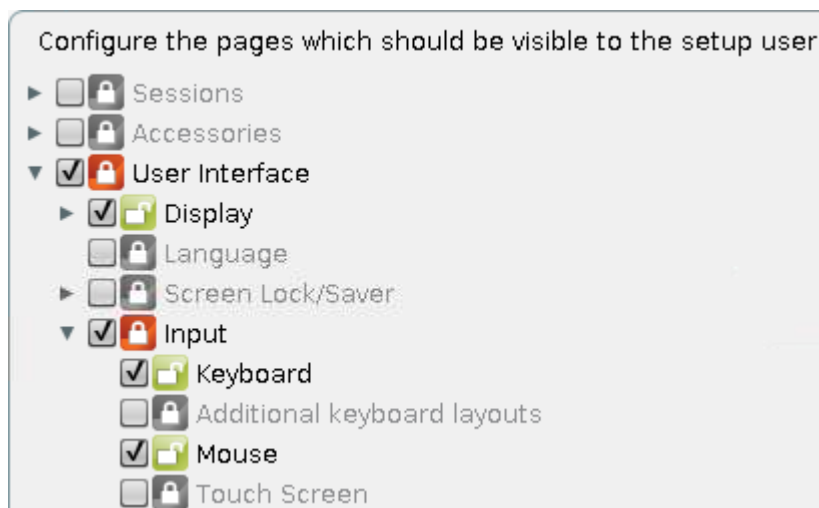 Configure the pages which should be visible to the setup user
Sessions
Accessories
User Interface
Display
Language
Screen Lock/Saver
Input
Keyboard
Additional keyboard layouts
Mouse
Touch Screen